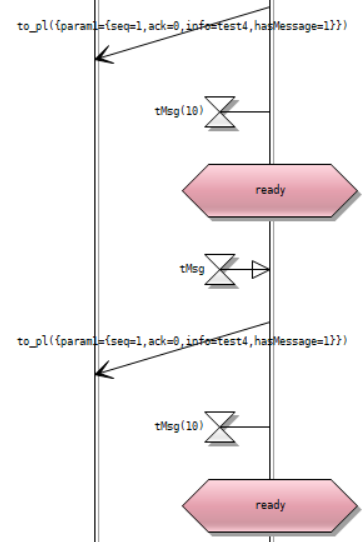 to_pl({param1={seq=1,ack=0,info=test4,hasMessage=1}})
tMsg(10)
ready
tMsg
to_pl({param1={seq=1,ack=0,info=test4,hasMessage=1}})
tMsg(10)
ready